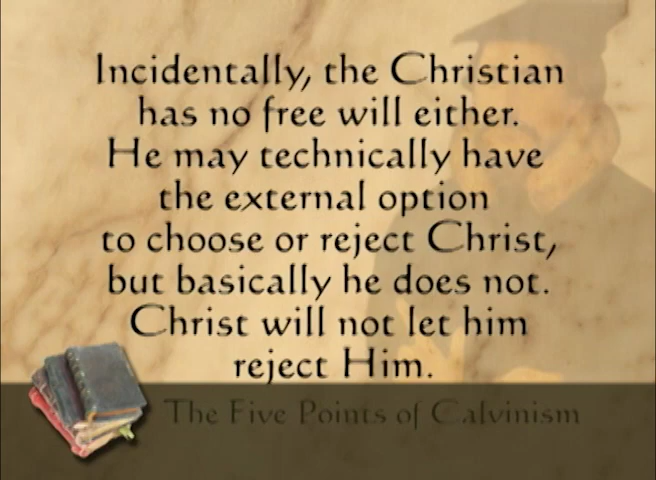 Incidentally, the Christian
has no free will either.
He may technically have
the external option
to choose or reject Christ,
but basically he does not.
Christ will not let him
reject Him.
The Five Points of Calvinism